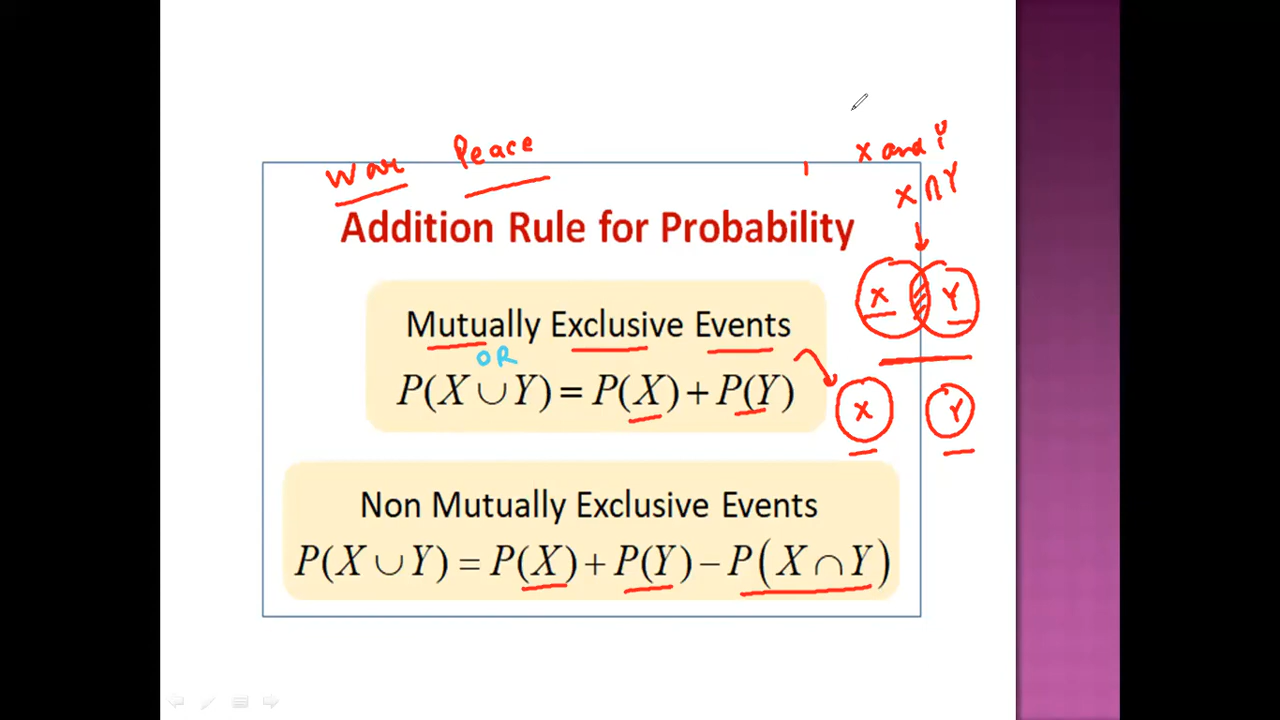 War Peace
X and Y
X ∩ Y
Addition Rule for Probability
X Y
Mutually Exclusive Events
OR
P(X ∪ Y) = P(X) + P(Y)
X Y
Non Mutually Exclusive Events
P(X ∪ Y) = P(X) + P(Y) − P(X ∩ Y)